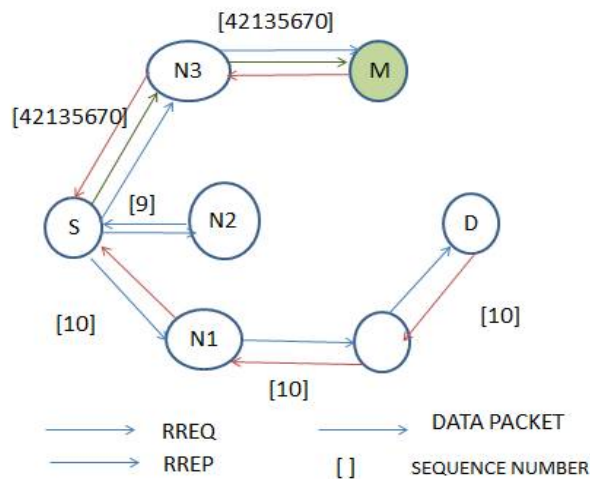 [42135670]
N3
M
[42135670]
[9]
S
N2
D
[10]
N1
[10]
[10]
RREQ
DATA PACKET
RREP
[ ] SEQUENCE NUMBER